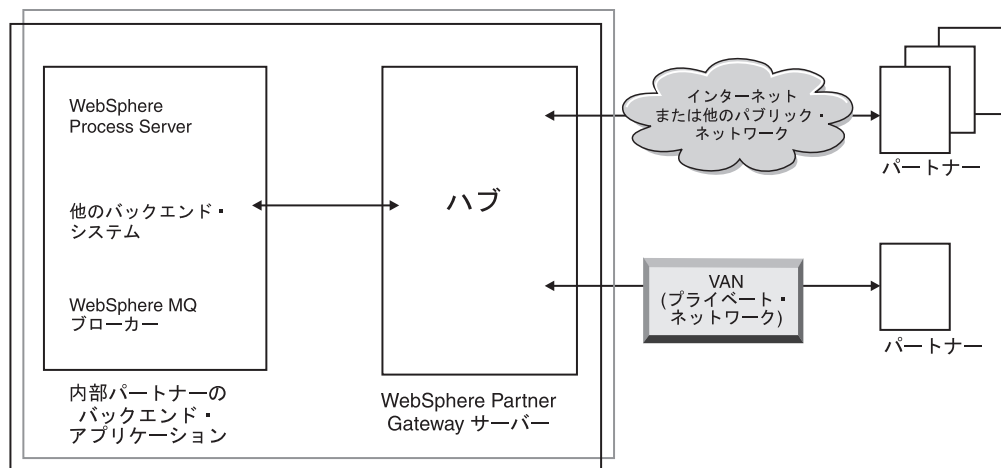 WebSphere
Process Server
他のバックエンド・
システム
WebSphere MQ
ブローカー
内部パートナーの
バックエンド・
アプリケーション
ハブ
WebSphere Partner
Gateway サーバー
インターネット
または他のパブリック・
ネットワーク
パートナー
VAN
(プライベート・
ネットワーク)
パートナー